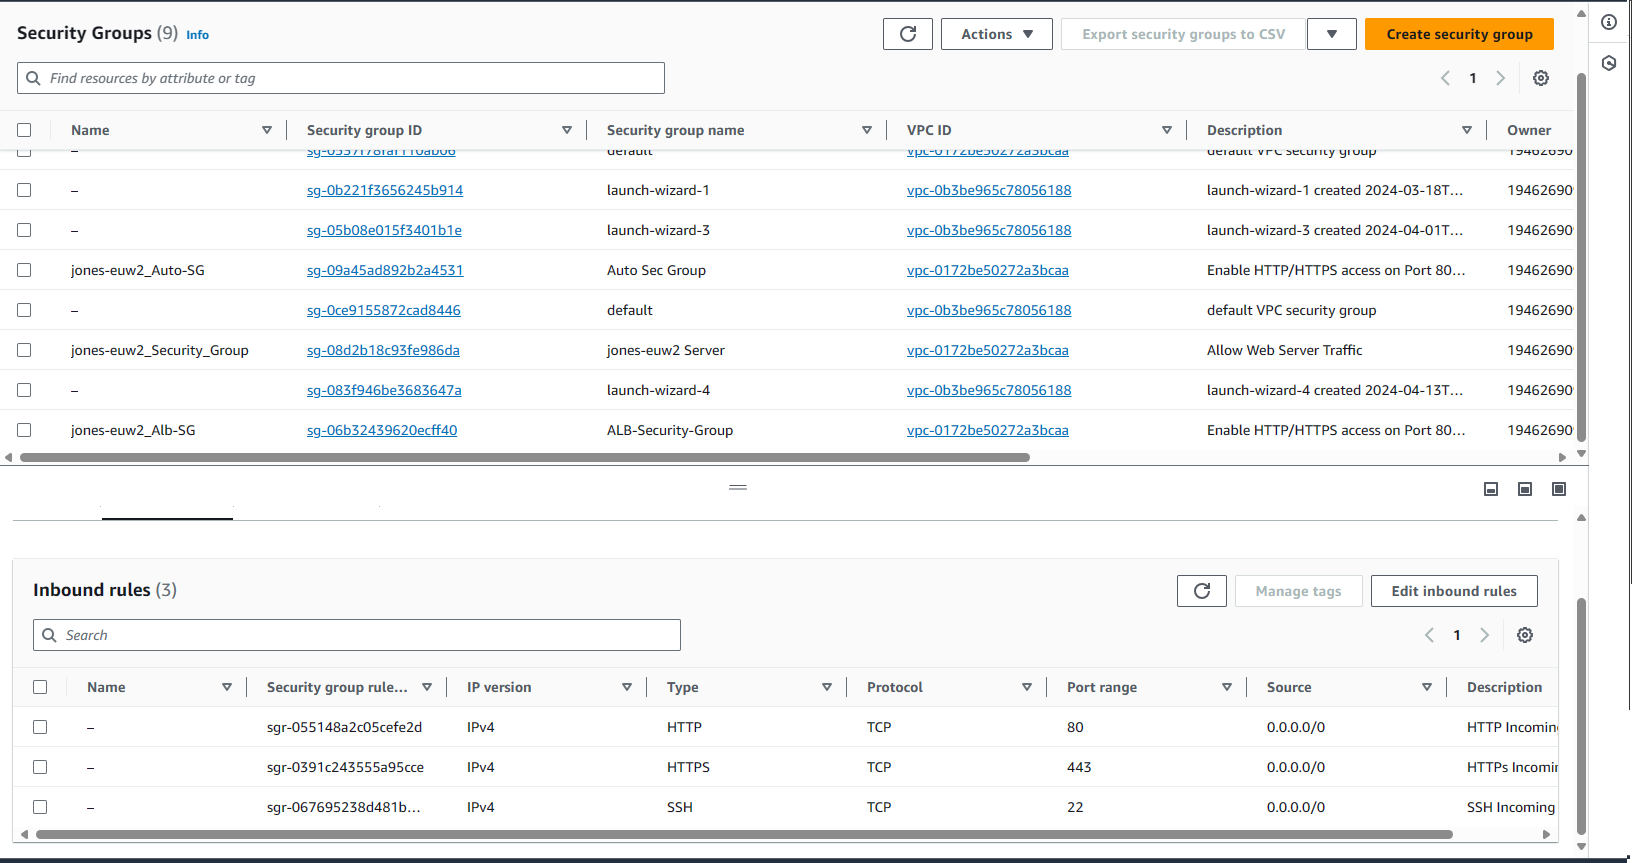 Security Groups (9) Info
Actions
Export security groups to CSV
Create security group
Find resources by attribute or tag
1
Name Security group ID Security group name VPC ID Description Owner
– default vpc-0172be50272a3bcaa default VPC security group 19462690
– sg-0b221f3656245b914 launch-wizard-1 vpc-0b3be965c78056188 launch-wizard-1 created 2024-03-18T... 19462690
– sg-05b08e015f3401b1e launch-wizard-3 vpc-0b3be965c78056188 launch-wizard-3 created 2024-04-01T... 19462690
jones-euw2_Auto-SG sg-09a45ad892b2a4531 Auto Sec Group vpc-0172be50272a3bcaa Enable HTTP/HTTPS access on Port 80... 19462690
– sg-0ce9155872cad8446 default vpc-0b3be965c78056188 default VPC security group 19462690
jones-euw2_Security_Group sg-08d2b18c93fe986da jones-euw2 Server vpc-0172be50272a3bcaa Allow Web Server Traffic 19462690
– sg-083f946be3683647a launch-wizard-4 vpc-0b3be965c78056188 launch-wizard-4 created 2024-04-13T... 19462690
jones-euw2_Alb-SG sg-06b32439620ecff40 ALB-Security-Group vpc-0172be50272a3bcaa Enable HTTP/HTTPS access on Port 80... 19462690
Inbound rules (3)
Manage tags
Edit inbound rules
Search
1
Name Security group rule... IP version Type Protocol Port range Source Description
– sgr-055148a2c05cefe2d IPv4 HTTP TCP 80 0.0.0.0/0 HTTP Incomin
– sgr-0391c243555a95cce IPv4 HTTPS TCP 443 0.0.0.0/0 HTTPs Incomin
– sgr-067695238d481b... IPv4 SSH TCP 22 0.0.0.0/0 SSH Incoming